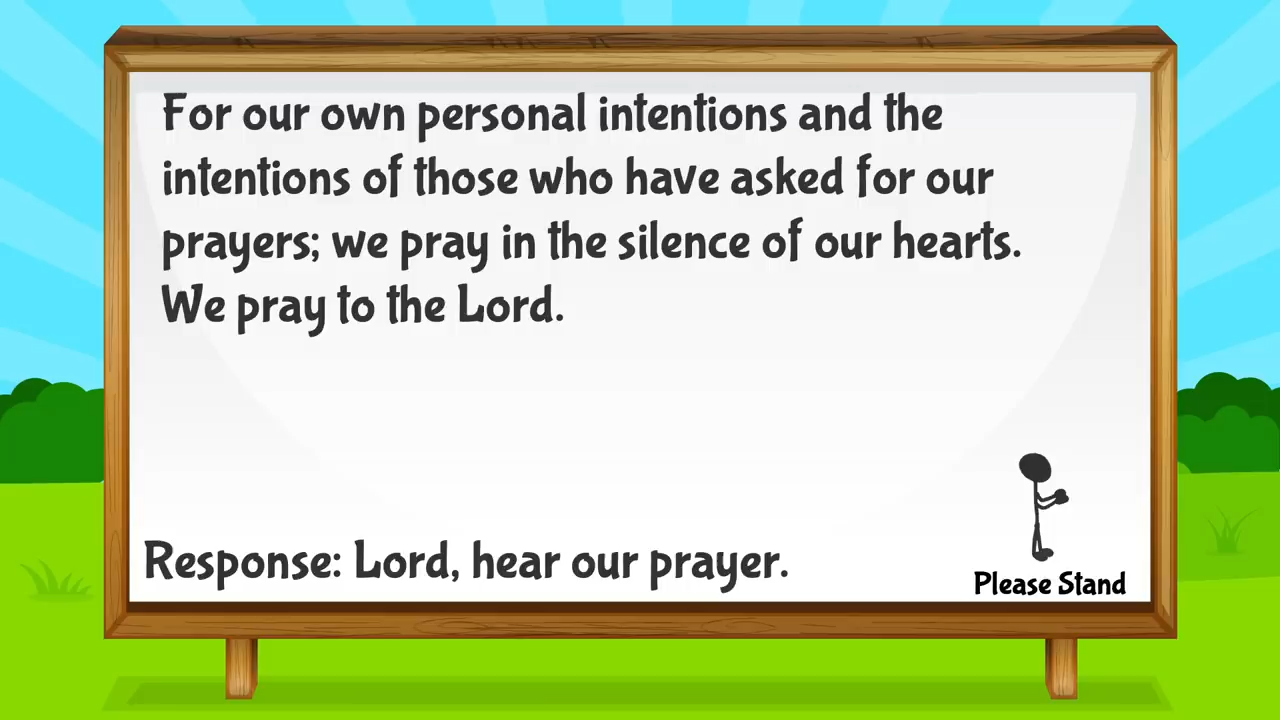 For our own personal intentions and the
intentions of those who have asked for our
prayers; we pray in the silence of our hearts.
We pray to the Lord.
Response: Lord, hear our prayer.
Please Stand